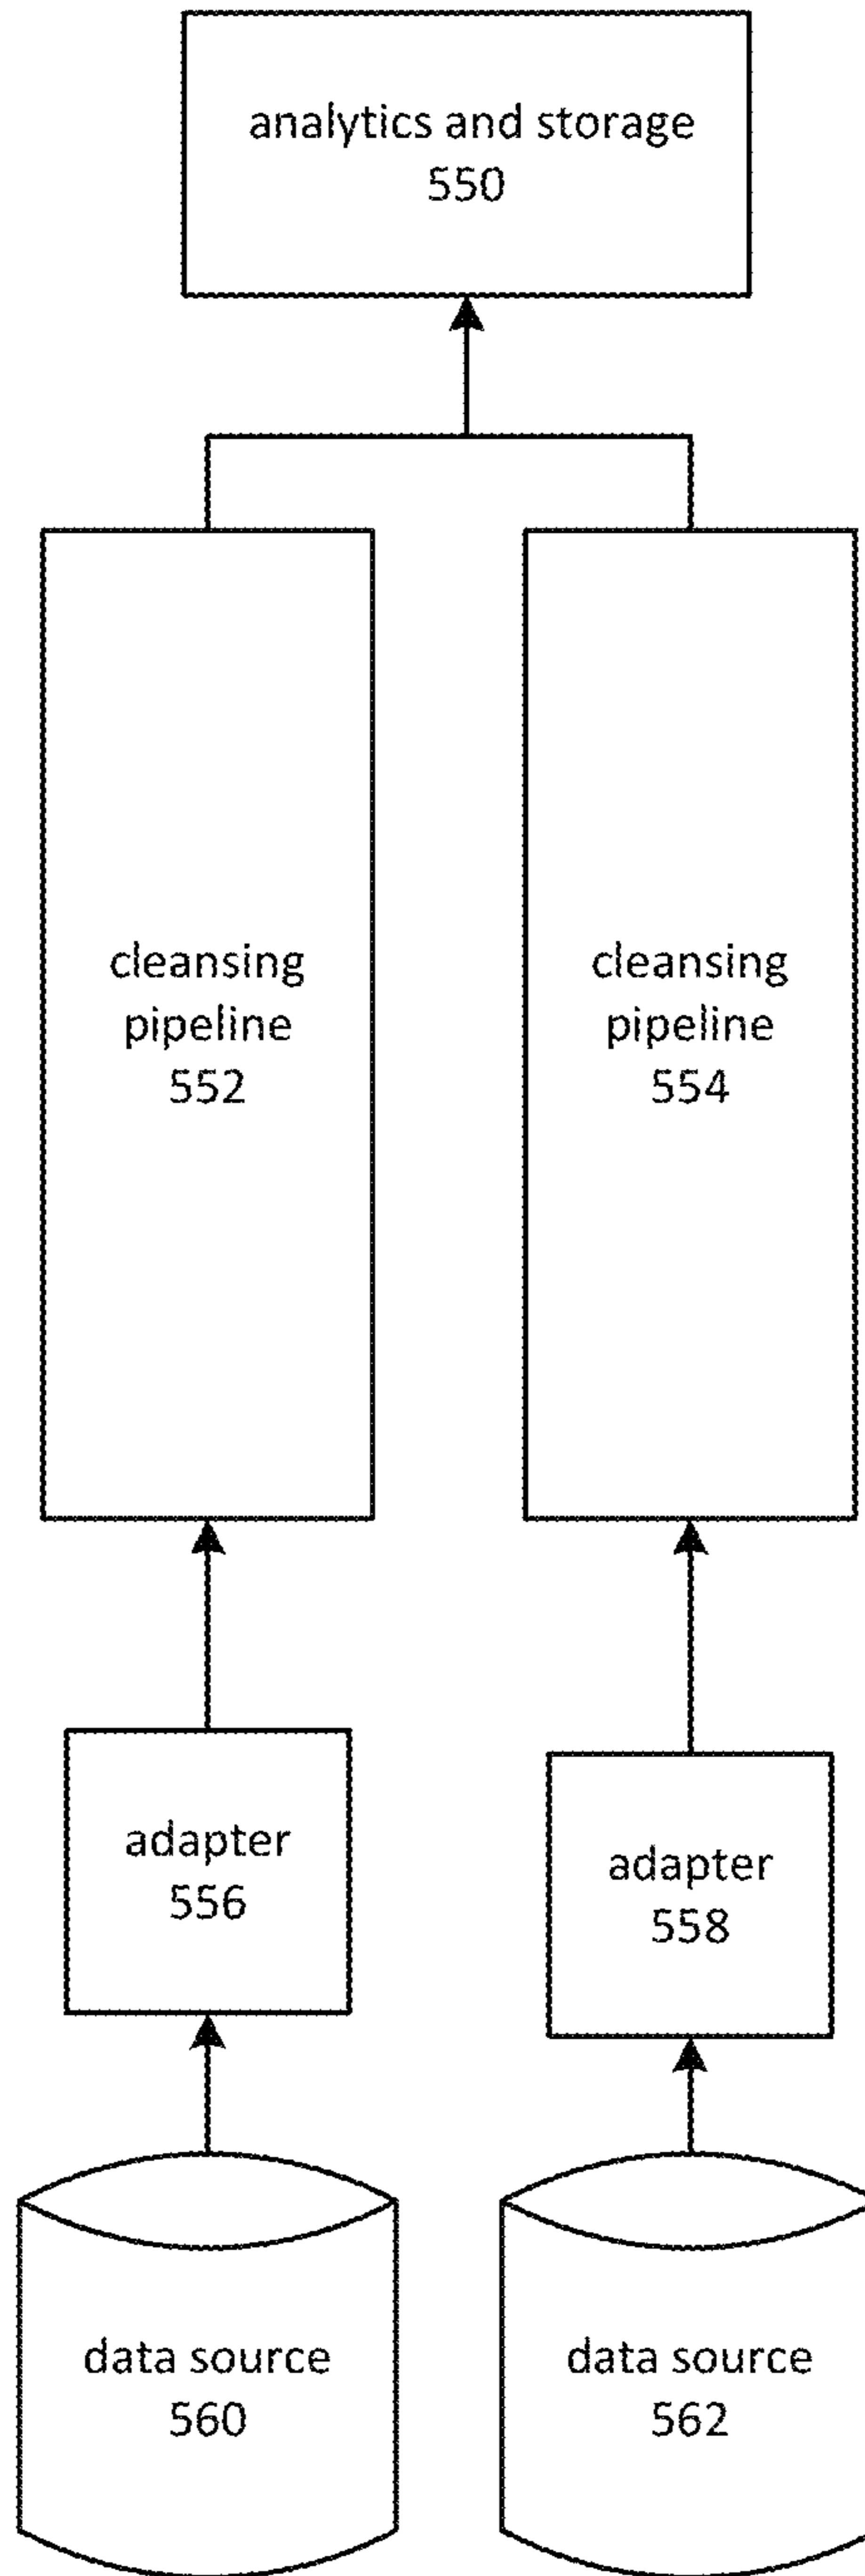 analytics and storage
550
cleansing
pipeline
552
cleansing
pipeline
554
adapter
556
adapter
558
data source
560
data source
562